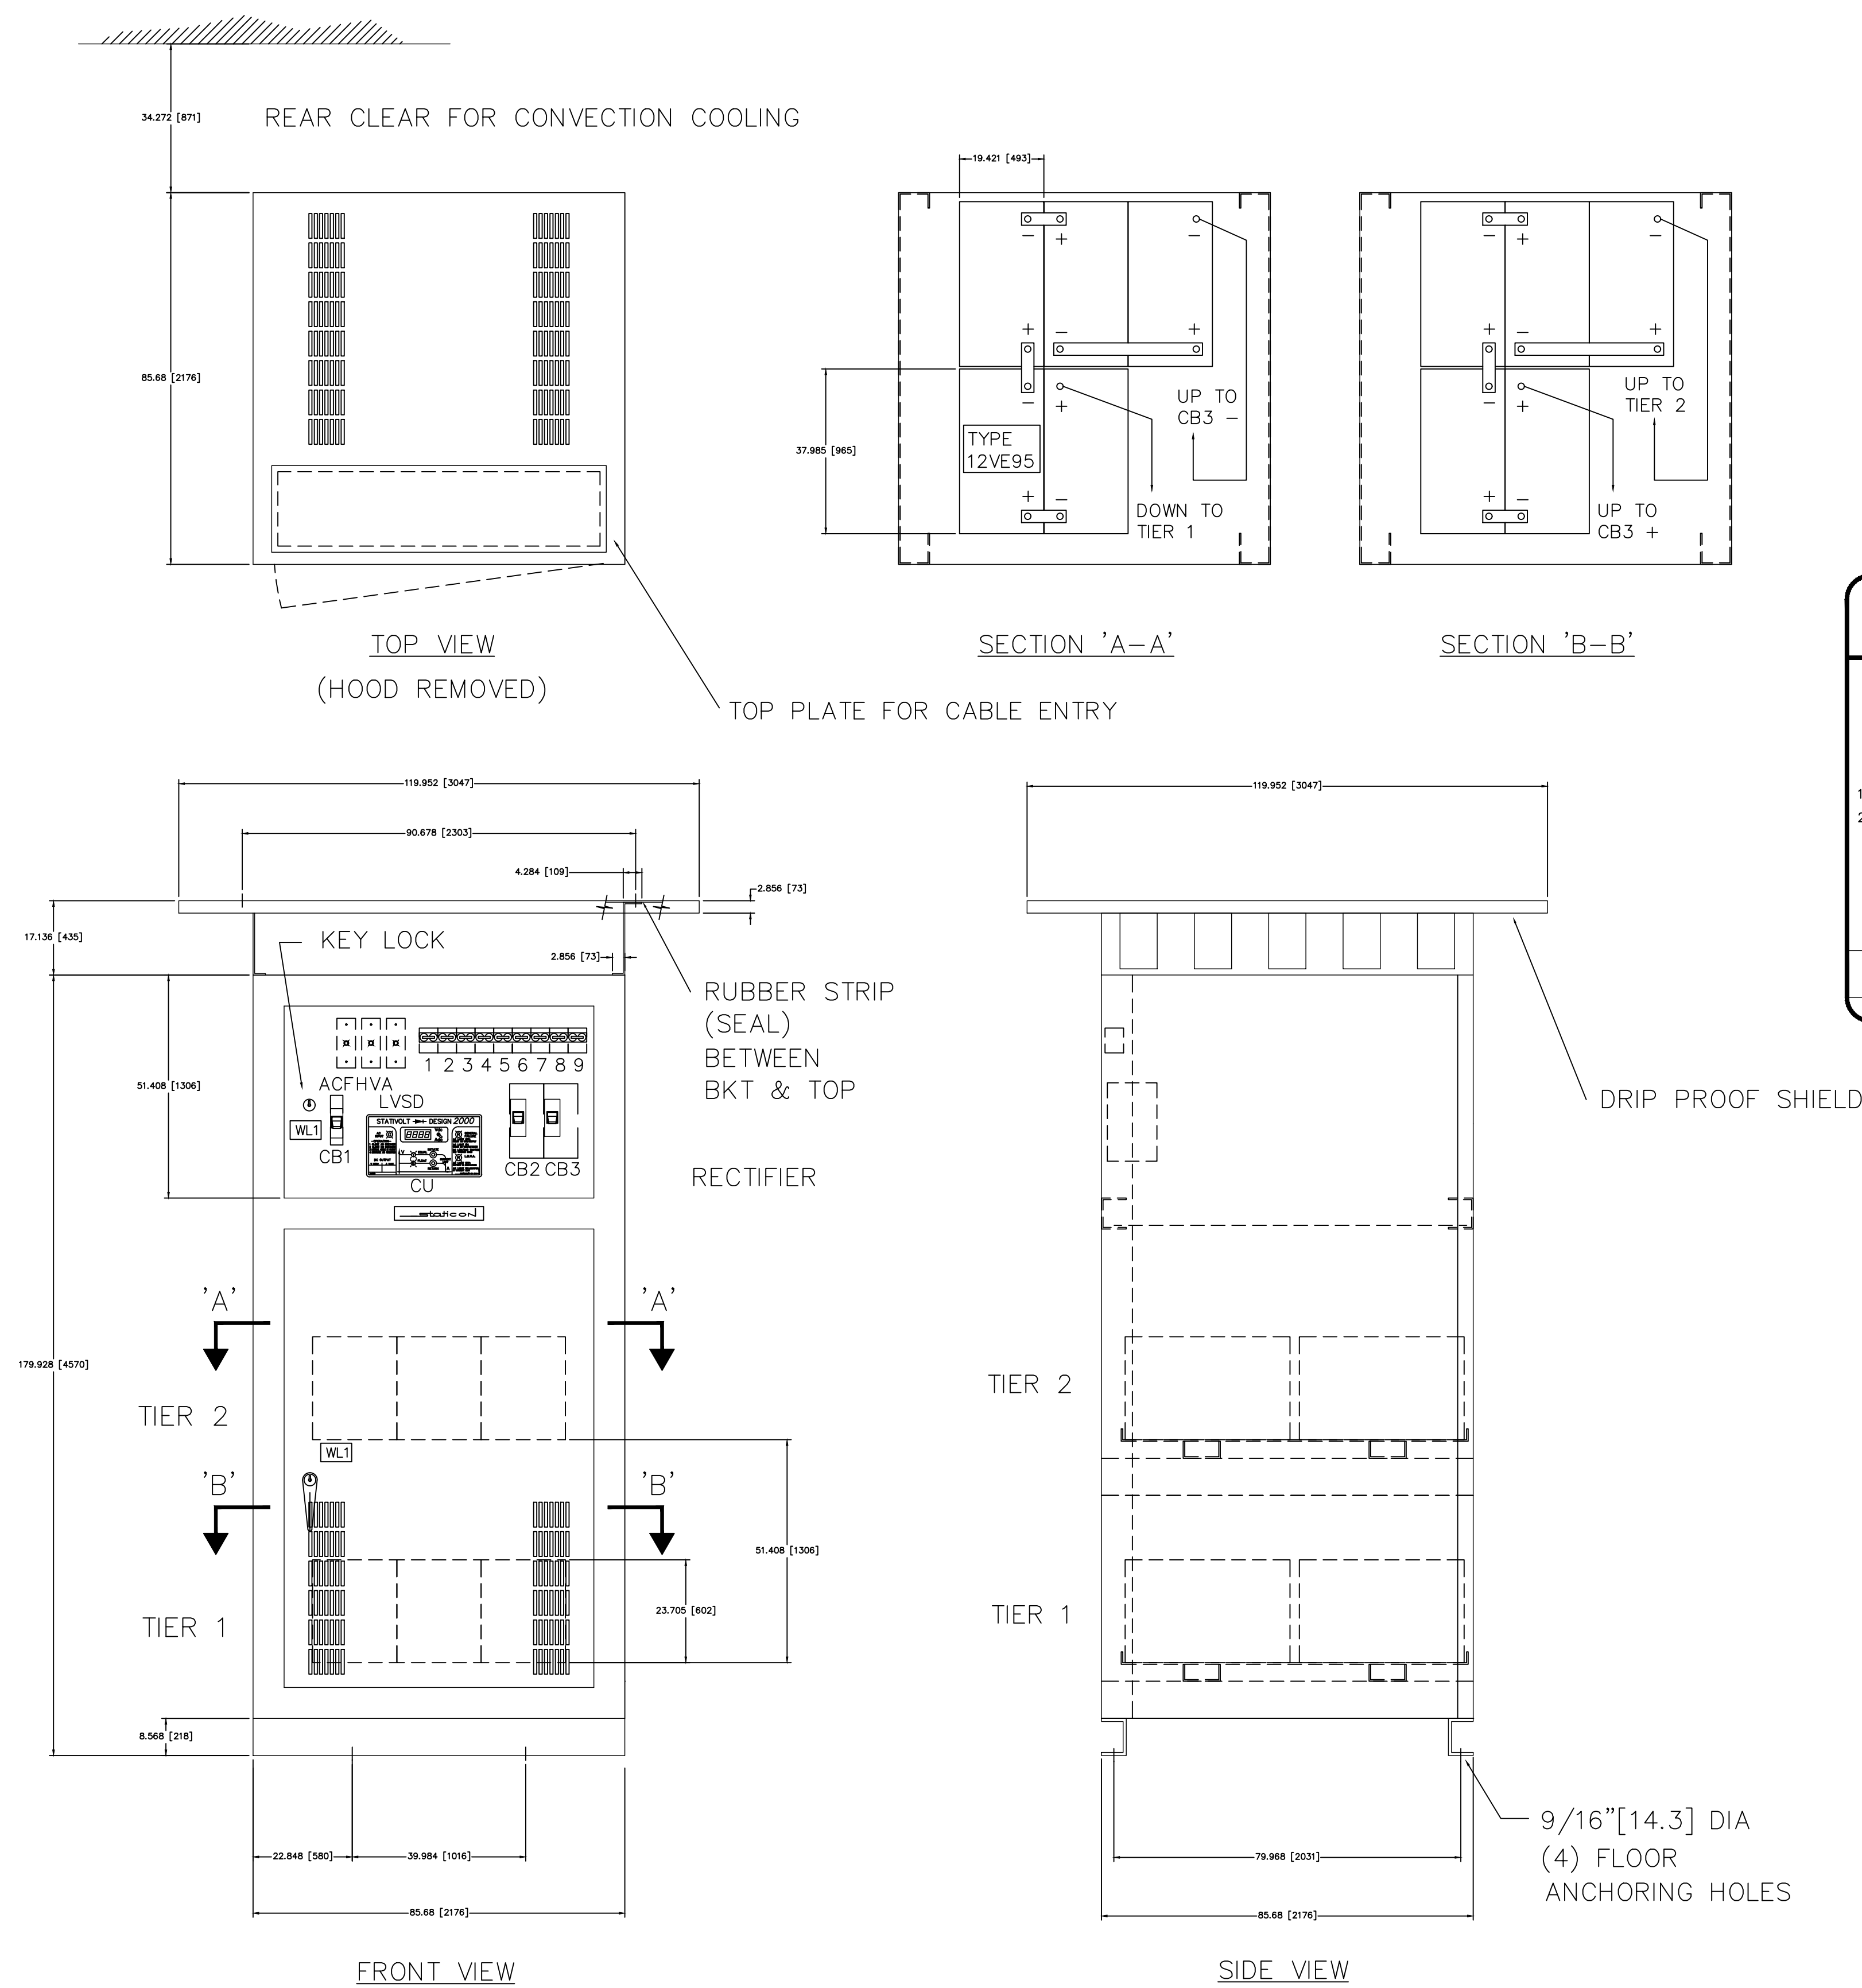 34.272 [871]
REAR CLEAR FOR CONVECTION COOLING
85.68 [2176]
TOP VIEW
(HOOD REMOVED)
TOP PLATE FOR CABLE ENTRY
19.421 [493]
− + −
+ − +
37.985 [965]
− +
UP TO
CB3 −
TYPE
12VE95
+ −
DOWN TO
TIER 1
SECTION 'A−A'
− + −
+ − +
− +
UP TO
TIER 2
+ −
UP TO
CB3 +
SECTION 'B−B'
1
2
119.952 [3047]
90.678 [2303]
4.284 [109]
2.856 [73]
17.136 [435]
KEY LOCK
2.856 [73]
RUBBER STRIP
(SEAL)
BETWEEN
BKT & TOP
51.408 [1306]
1 2 3 4 5 6 7 8 9
ACFHVA
LVSD
STATIVOLT DESIGN 2000
WL1
CB1
CB2 CB3
CU
RECTIFIER
staticon
'A' 'A'
179.928 [4570]
TIER 2
WL1
'B' 'B'
51.408 [1306]
23.705 [602]
TIER 1
8.568 [218]
22.848 [580]
39.984 [1016]
85.68 [2176]
FRONT VIEW
119.952 [3047]
DRIP PROOF SHIELD
TIER 2
TIER 1
9/16"[14.3] DIA
(4) FLOOR
ANCHORING HOLES
79.968 [2031]
85.68 [2176]
SIDE VIEW